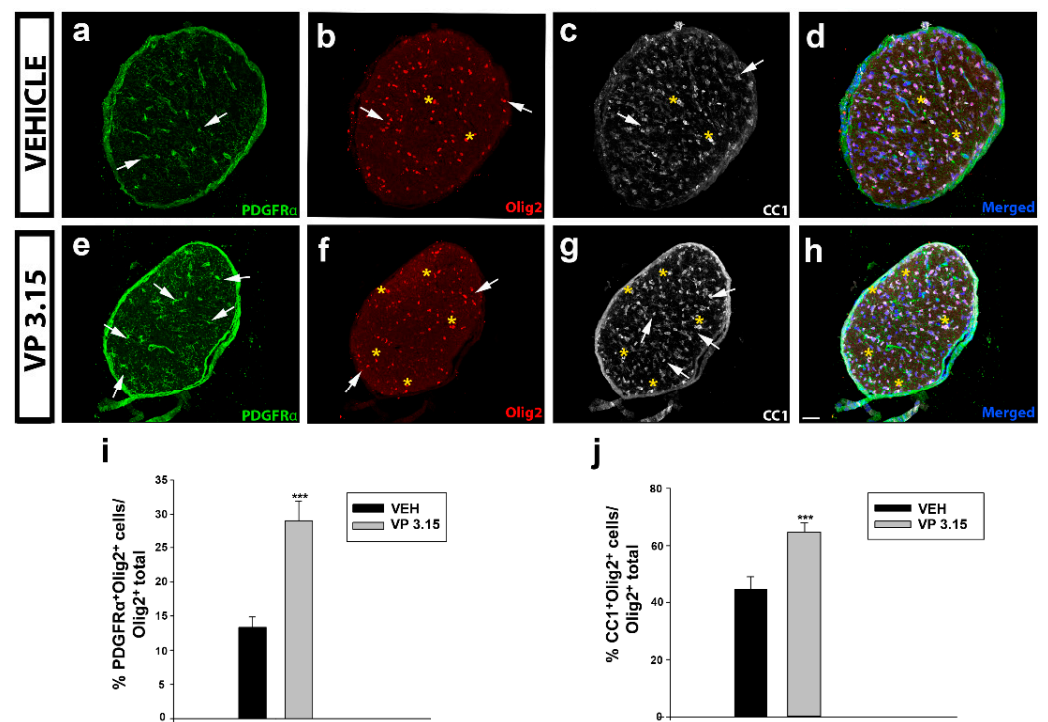 VEHICLE
a
PDGFRα
b
Olig2
c
CC1
d
Merged
VP 3.15
e
PDGFRα
f
Olig2
g
CC1
h
Merged
i
% PDGFRα⁺Olig2⁺ cells/
Olig2⁺ total
35
30
25
20
15
10
5
0
***
VEH
VP 3.15
j
% CC1⁺Olig2⁺ cells/
Olig2⁺ total
80
60
40
20
0
***
VEH
VP 3.15